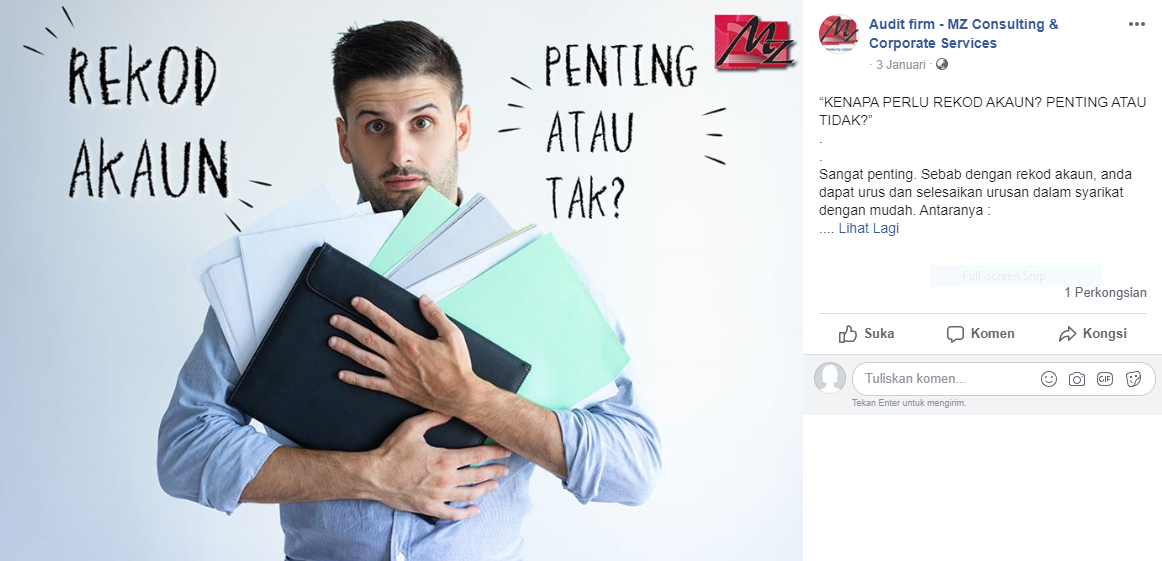 REKOD
AKAUN
PENTING
ATAU
TAK?
MZ
Audit firm - MZ Consulting &
Corporate Services
· 3 Januari ·
“KENAPA PERLU REKOD AKAUN? PENTING ATAU
TIDAK?”
.
.
Sangat penting. Sebab dengan rekod akaun, anda
dapat urus dan selesaikan urusan dalam syarikat
dengan mudah. Antaranya :
.... Lihat Lagi
Full-screen Snip
1 Perkongsian
Suka Komen Kongsi
Tuliskan komen... GIF
Tekan Enter untuk mengirim.